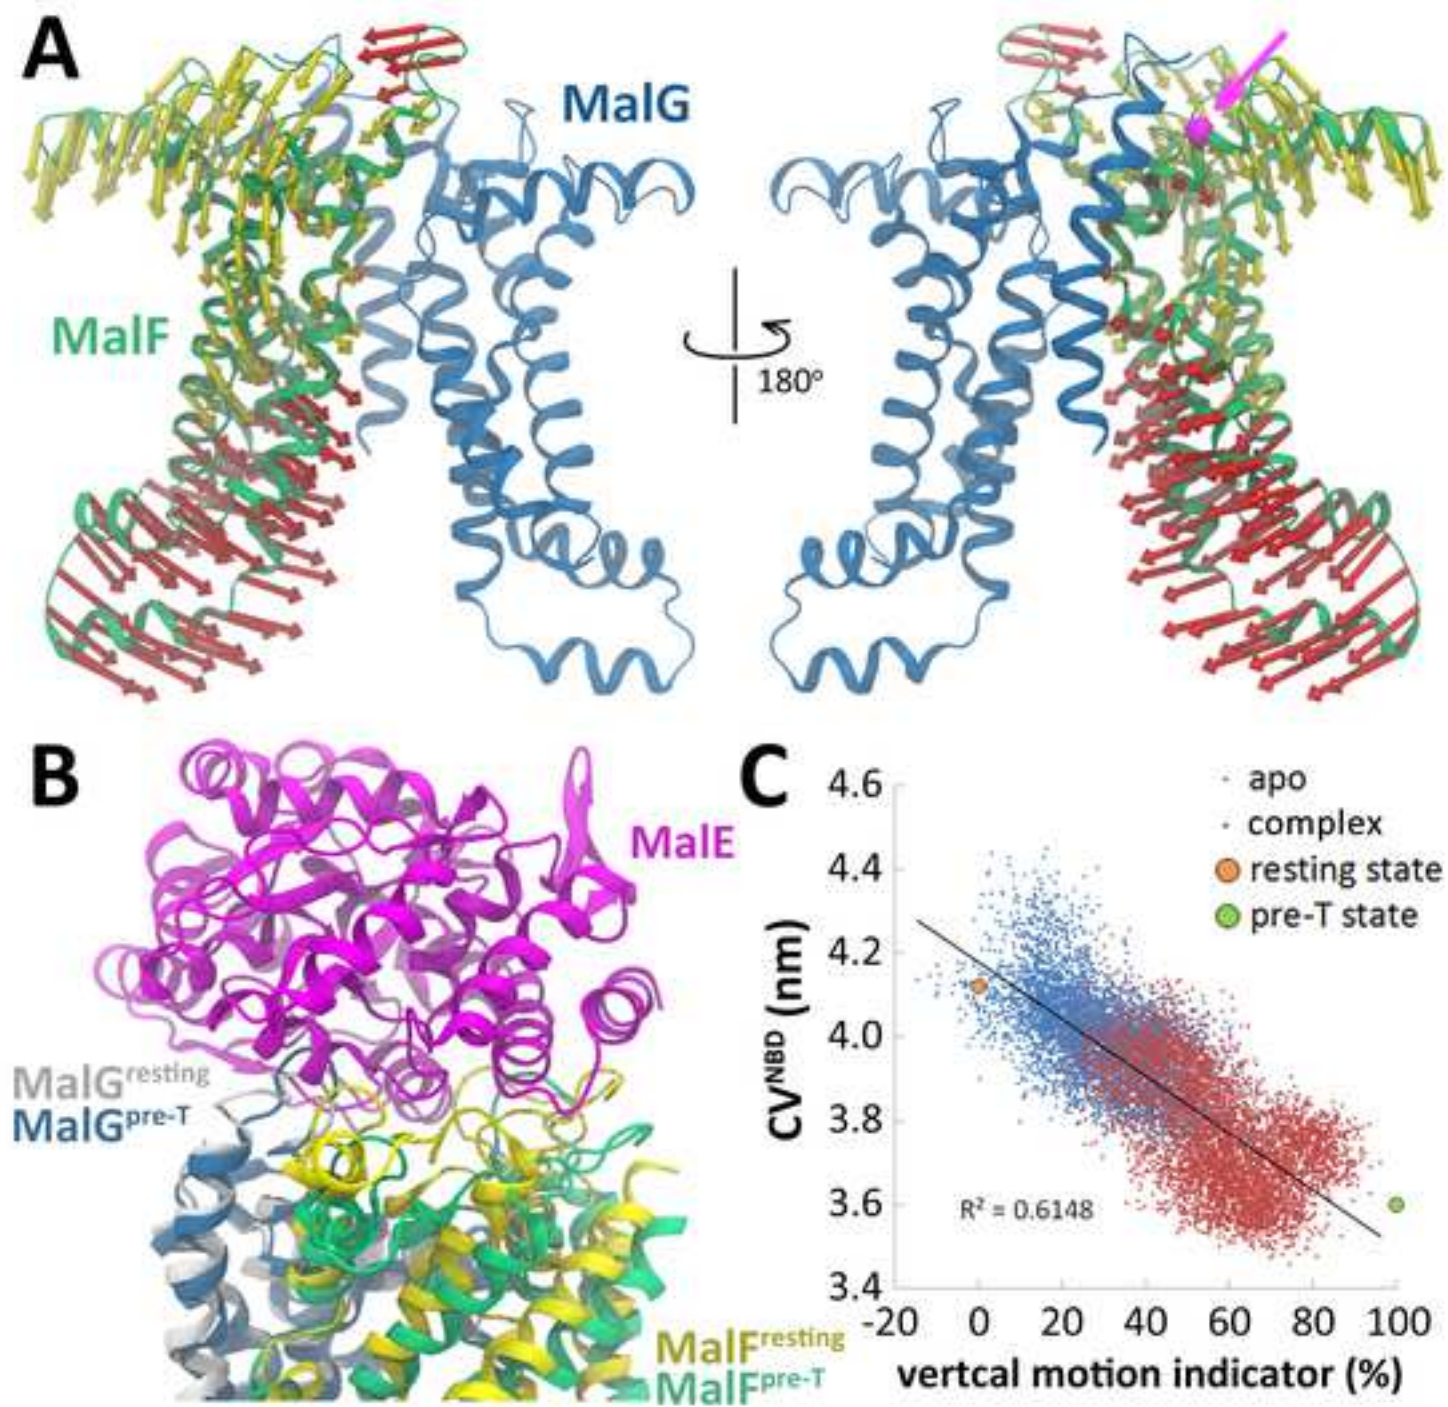 A
MalG
MalF
180°
B
MalE
MalG^resting
MalG^pre-T
MalF^resting
MalF^pre-T
C
apo
complex
resting state
pre-T state
4.6
4.4
4.2
4.0
3.8
3.6
3.4
CV^NBD (nm)
R² = 0.6148
-20 0 20 40 60 80 100
vertcal motion indicator (%)